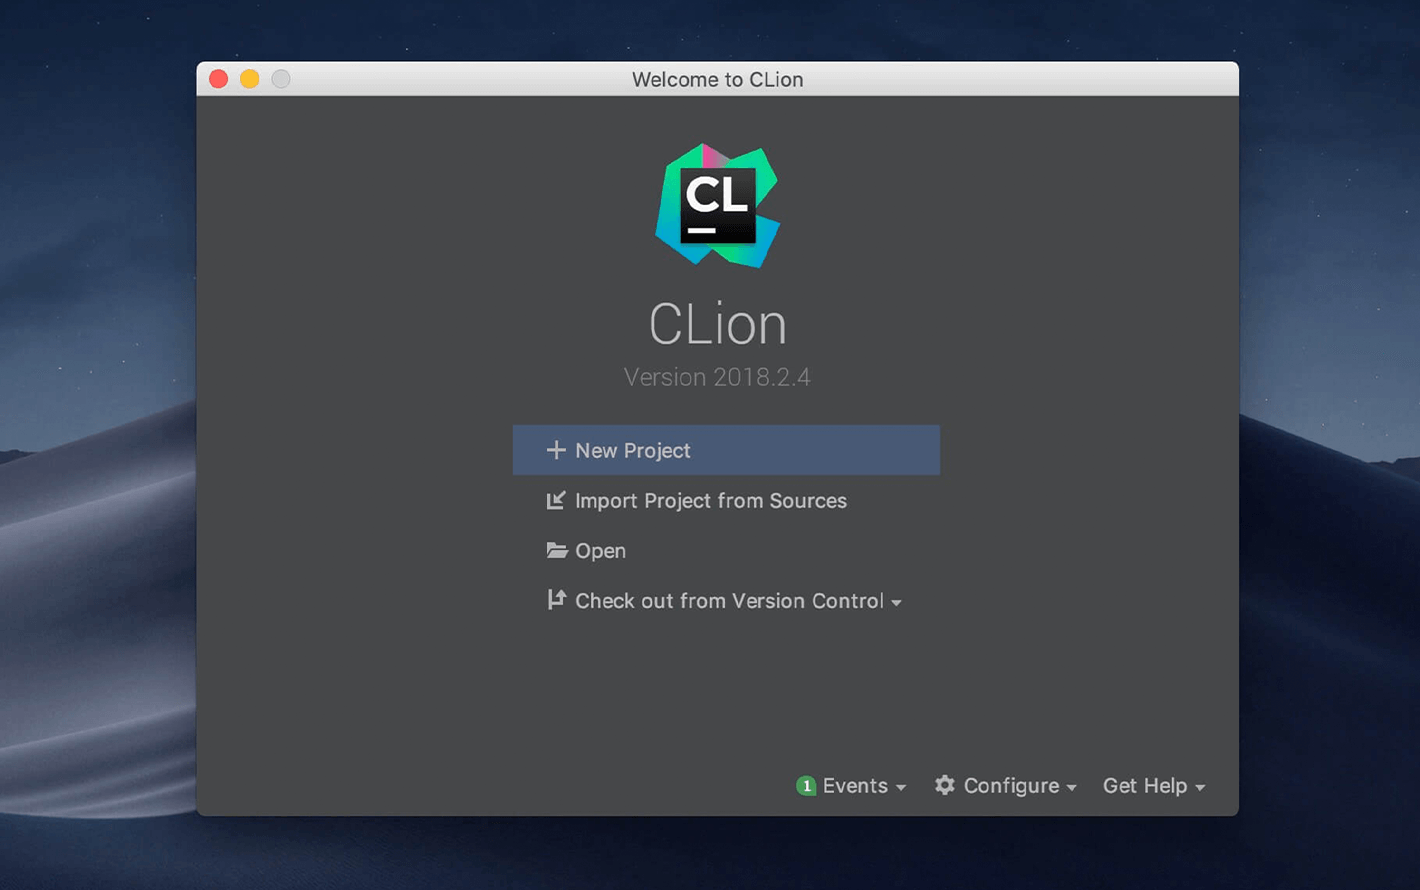 Welcome to CLion
CL
CLion
Version 2018.2.4
New Project
Import Project from Sources
Open
Check out from Version Control
1 Events Configure Get Help